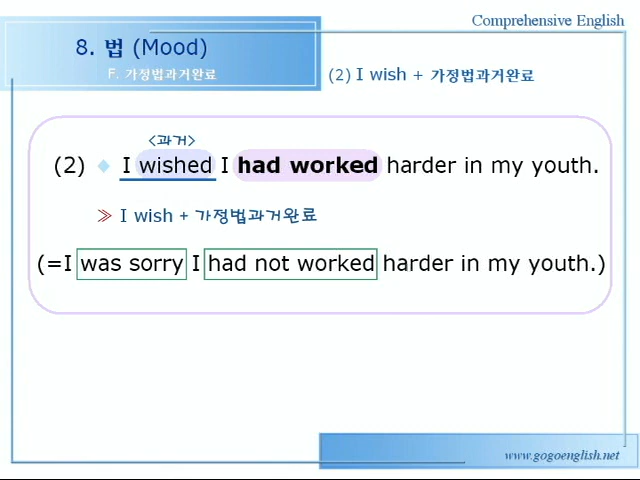 Comprehensive English
8. 법 (Mood)
F. 가정법과거완료
(2) I wish + 가정법과거완료
<과거>
(2) ◆ I wished I had worked harder in my youth.
≫ I wish + 가정법과거완료
(=I was sorry I had not worked harder in my youth.)
www.gogoenglish.net